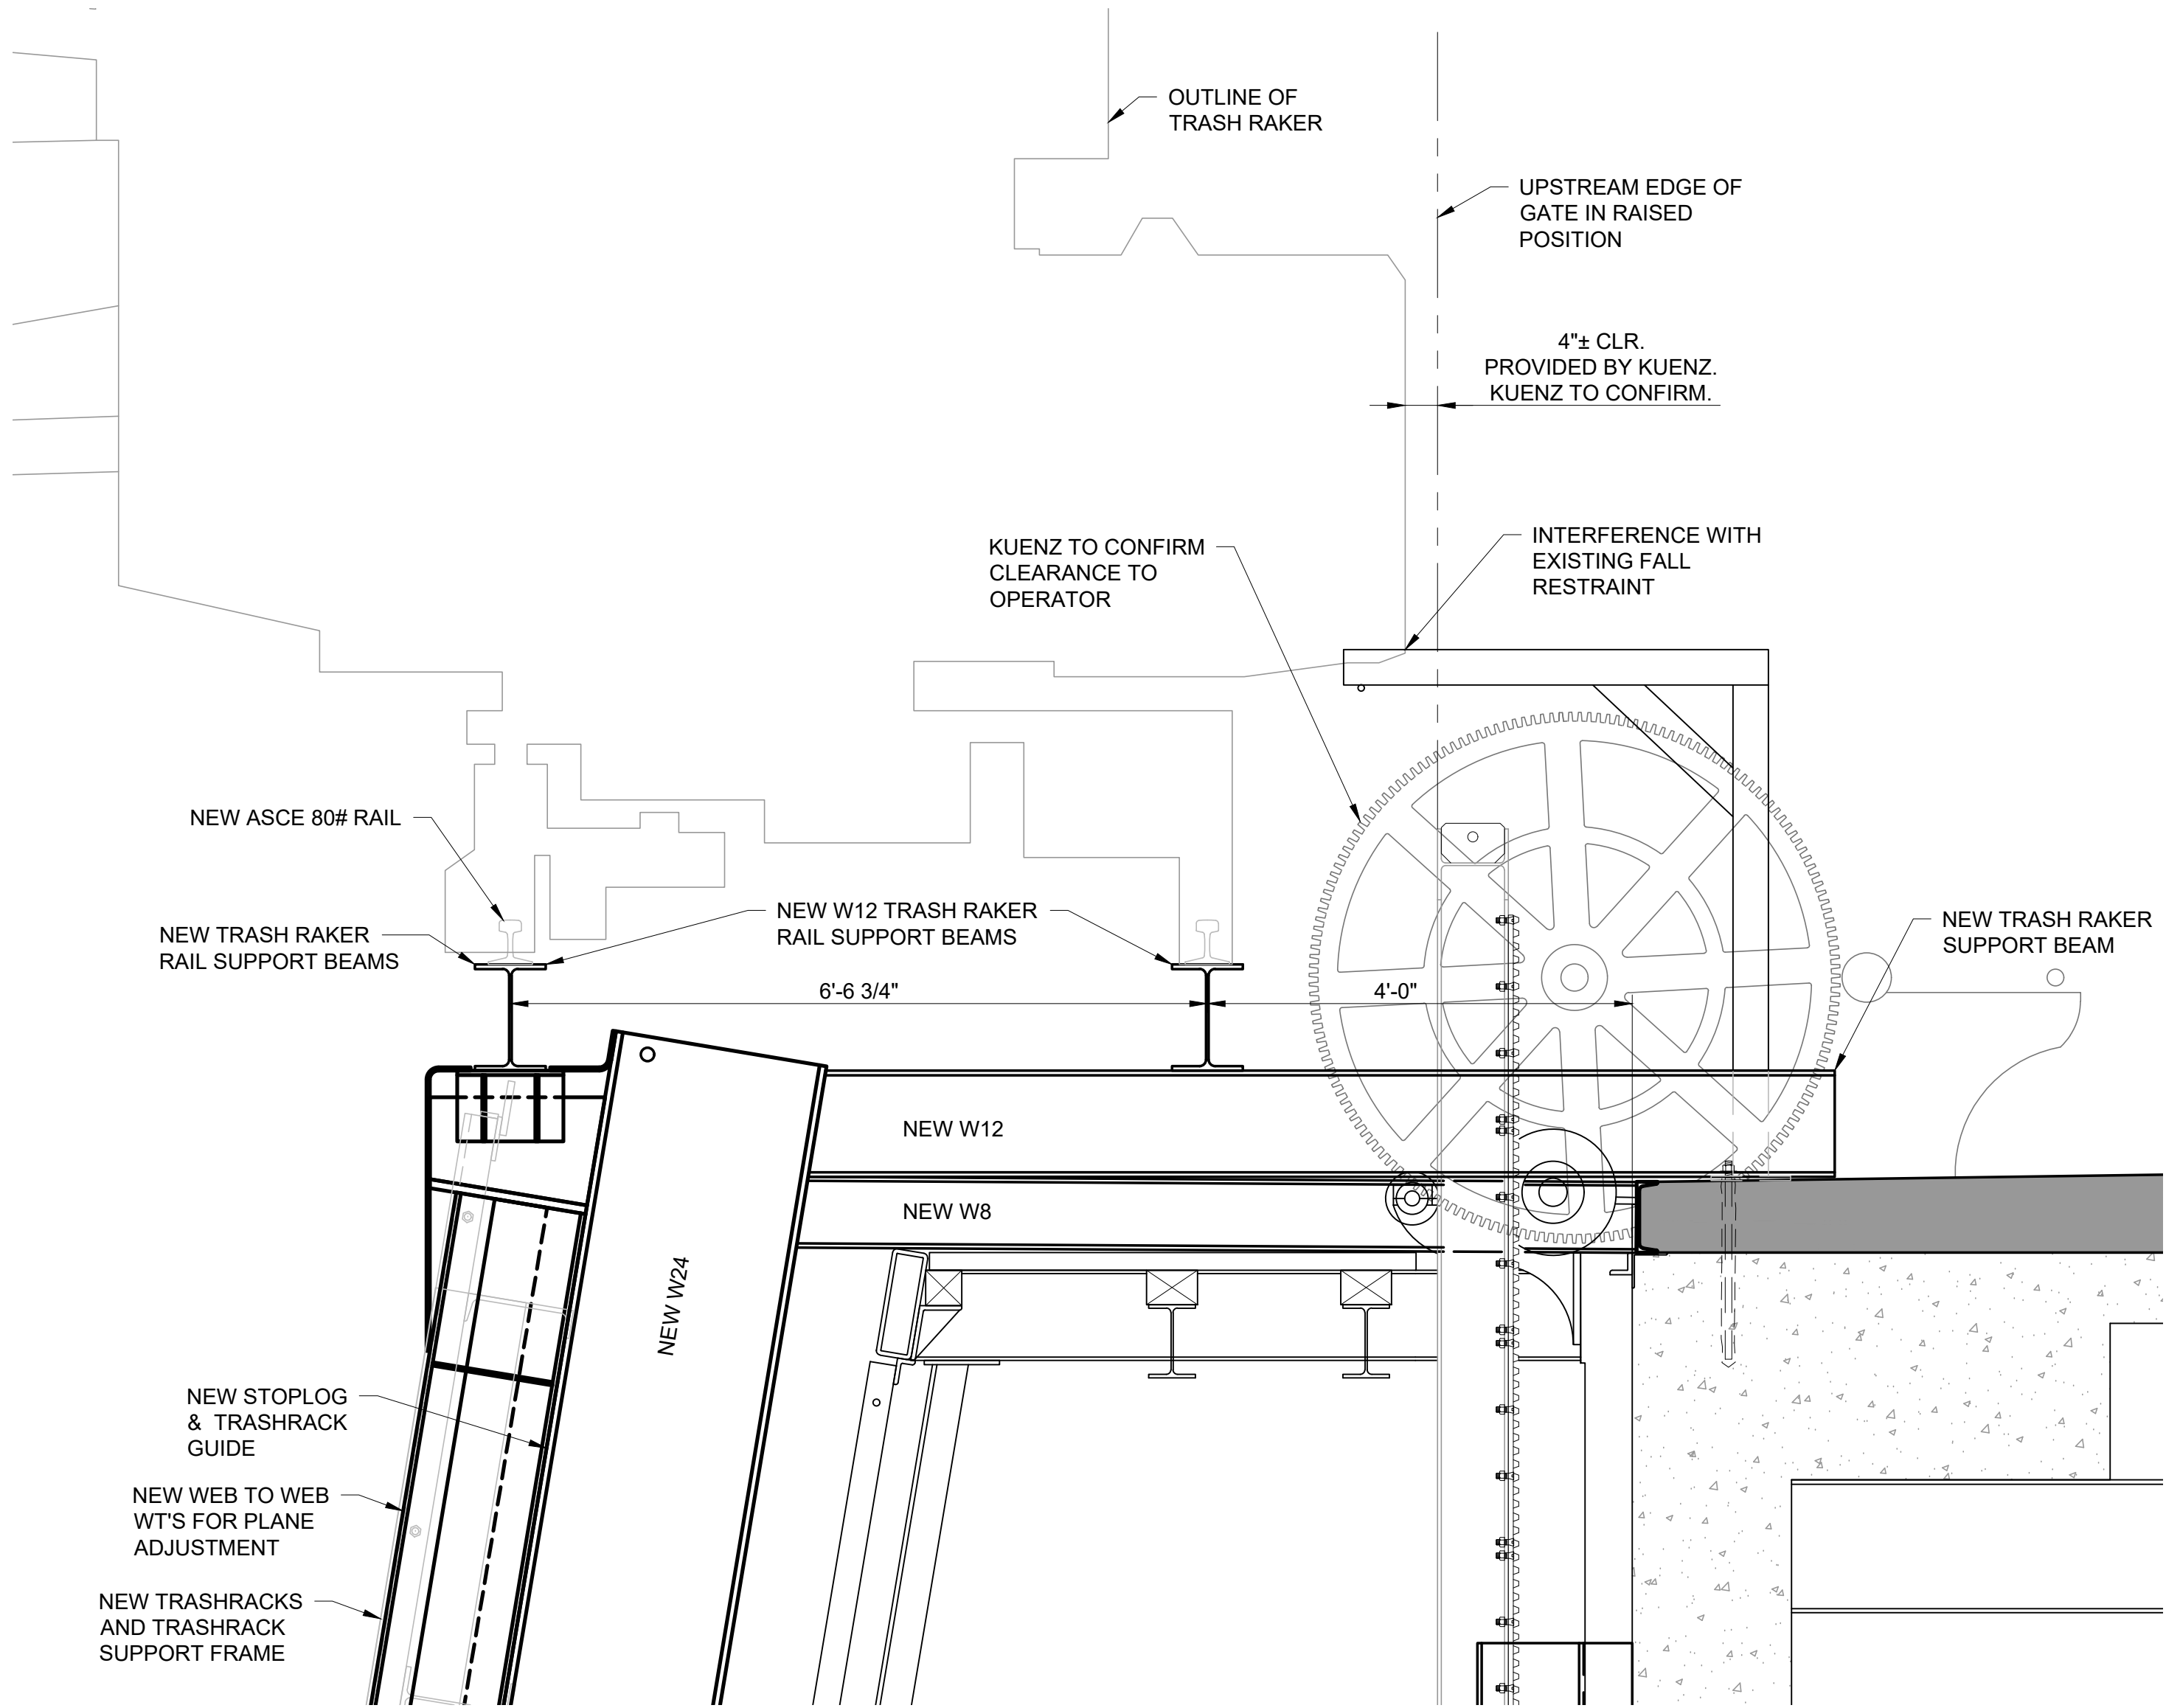 OUTLINE OF
TRASH RAKER
UPSTREAM EDGE OF
GATE IN RAISED
POSITION
4"± CLR.
PROVIDED BY KUENZ.
KUENZ TO CONFIRM.
KUENZ TO CONFIRM
CLEARANCE TO
OPERATOR
INTERFERENCE WITH
EXISTING FALL
RESTRAINT
NEW ASCE 80# RAIL
NEW TRASH RAKER
RAIL SUPPORT BEAMS
NEW W12 TRASH RAKER
RAIL SUPPORT BEAMS
NEW TRASH RAKER
SUPPORT BEAM
6'-6 3/4"
4'-0"
NEW W12
NEW W8
NEW W24
NEW STOPLOG
& TRASHRACK
GUIDE
NEW WEB TO WEB
WT'S FOR PLANE
ADJUSTMENT
NEW TRASHRACKS
AND TRASHRACK
SUPPORT FRAME